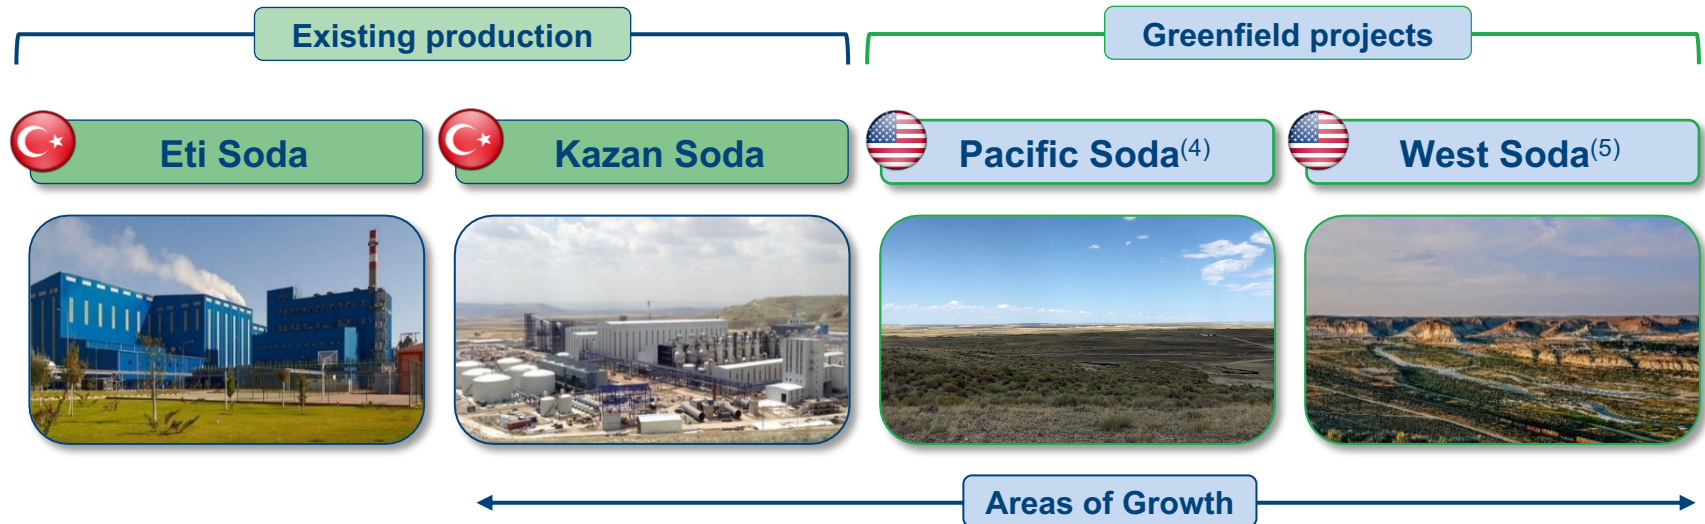 Existing production
Greenfield projects
Eti Soda
Kazan Soda
Pacific Soda(4)
West Soda(5)
Areas of Growth